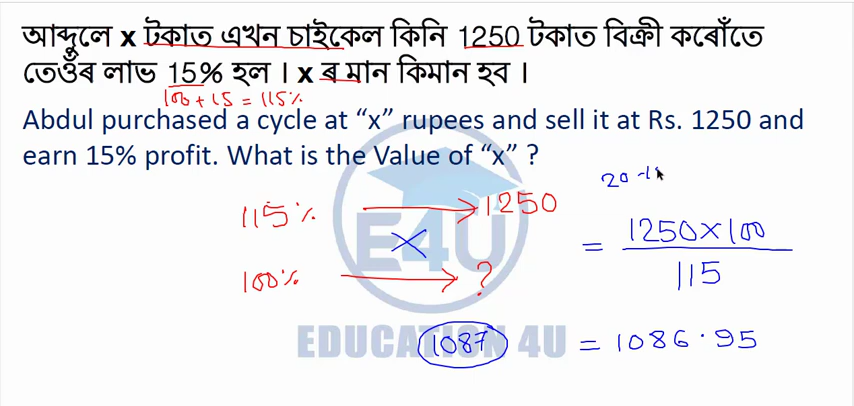 আব্দুলে x টকাত এখন চাইকেল কিনি 1250 টকাত বিক্ৰী কৰোঁতে
তেওঁৰ লাভ 15% হল । x ৰ মান কিমান হব ।
100 + 15 = 115%
Abdul purchased a cycle at “x” rupees and sell it at Rs. 1250 and
earn 15% profit. What is the Value of “x” ?
20 -
115% → 1250
= 1250 × 100
115
100% → ?
E4U
EDUCATION 4U
1087
= 1086.95